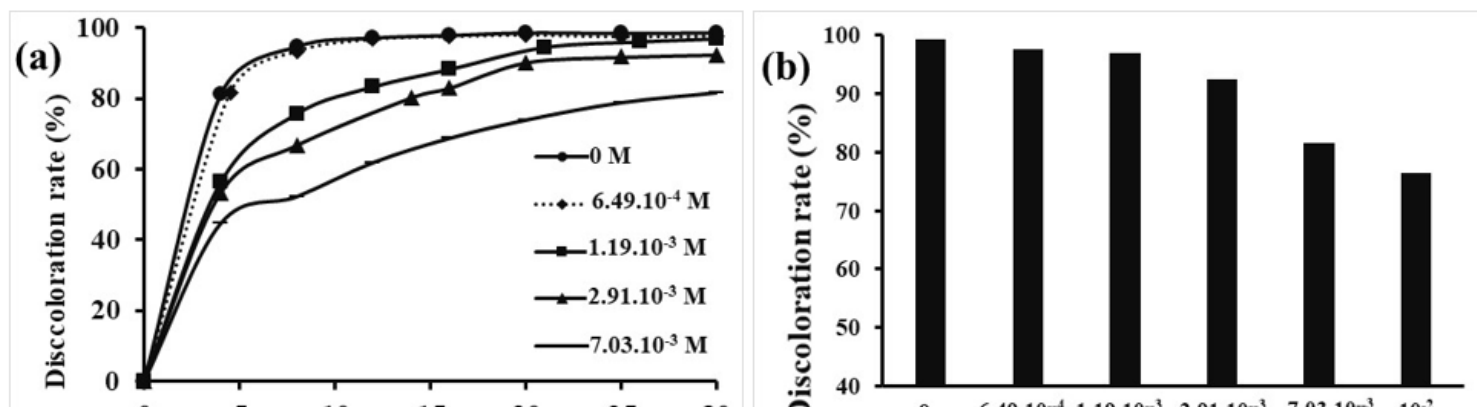 (a)
Disccoloration rate (%)
100
80
60
40
20
0
0 M
6.49.10⁻⁴ M
1.19.10⁻³ M
2.91.10⁻³ M
7.03.10⁻³ M
(b)
Discoloration rate (%)
100
90
80
70
60
50
40